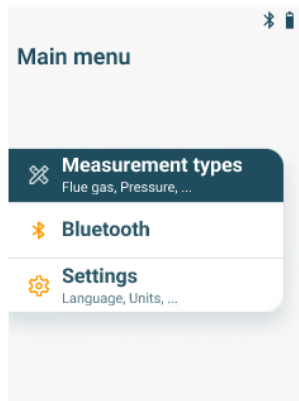 Main menu
Measurement types
Flue gas, Pressure, ...
Bluetooth
Settings
Language, Units, ...